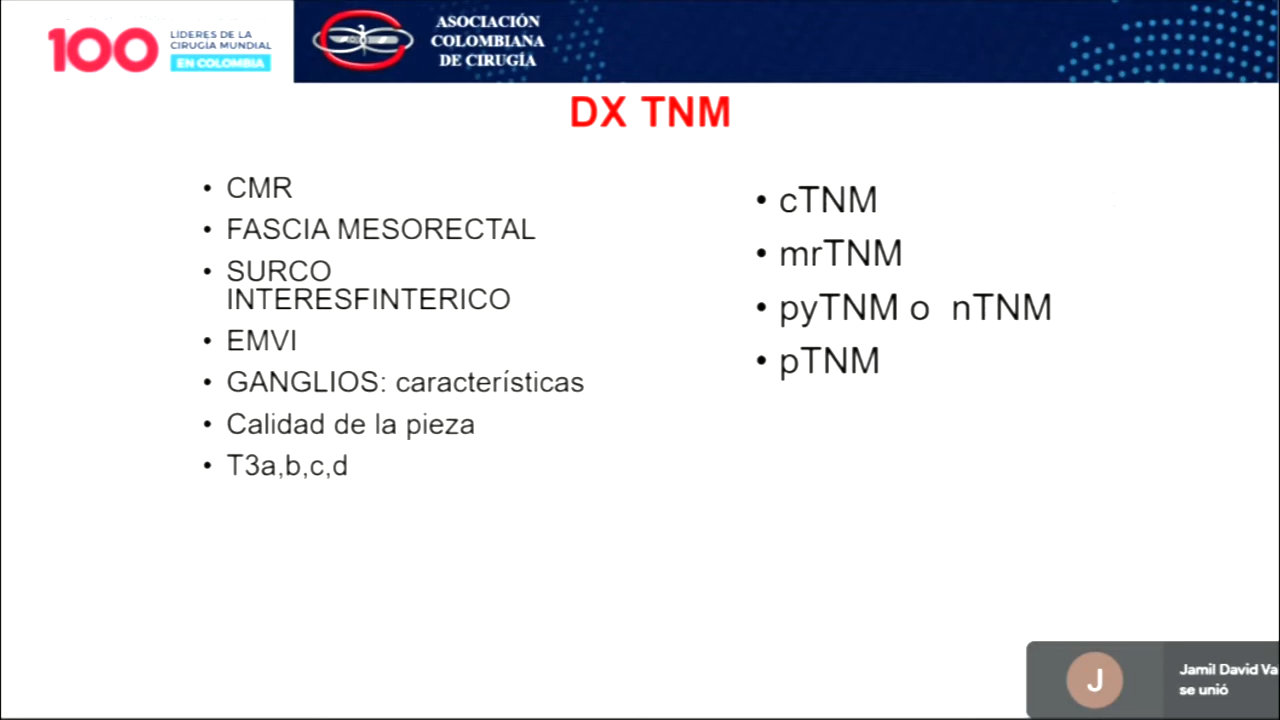 100
LIDERES DE LA
CIRUGÍA MUNDIAL
EN COLOMBIA
ASOCIACIÓN
COLOMBIANA
DE CIRUGÍA
DX TNM
• CMR
• FASCIA MESORECTAL
• SURCO
INTERESFINTERICO
• EMVI
• GANGLIOS: características
• Calidad de la pieza
• T3a,b,c,d
• cTNM
• mrTNM
• pyTNM o nTNM
• pTNM
J
Jamil David Va
se unió